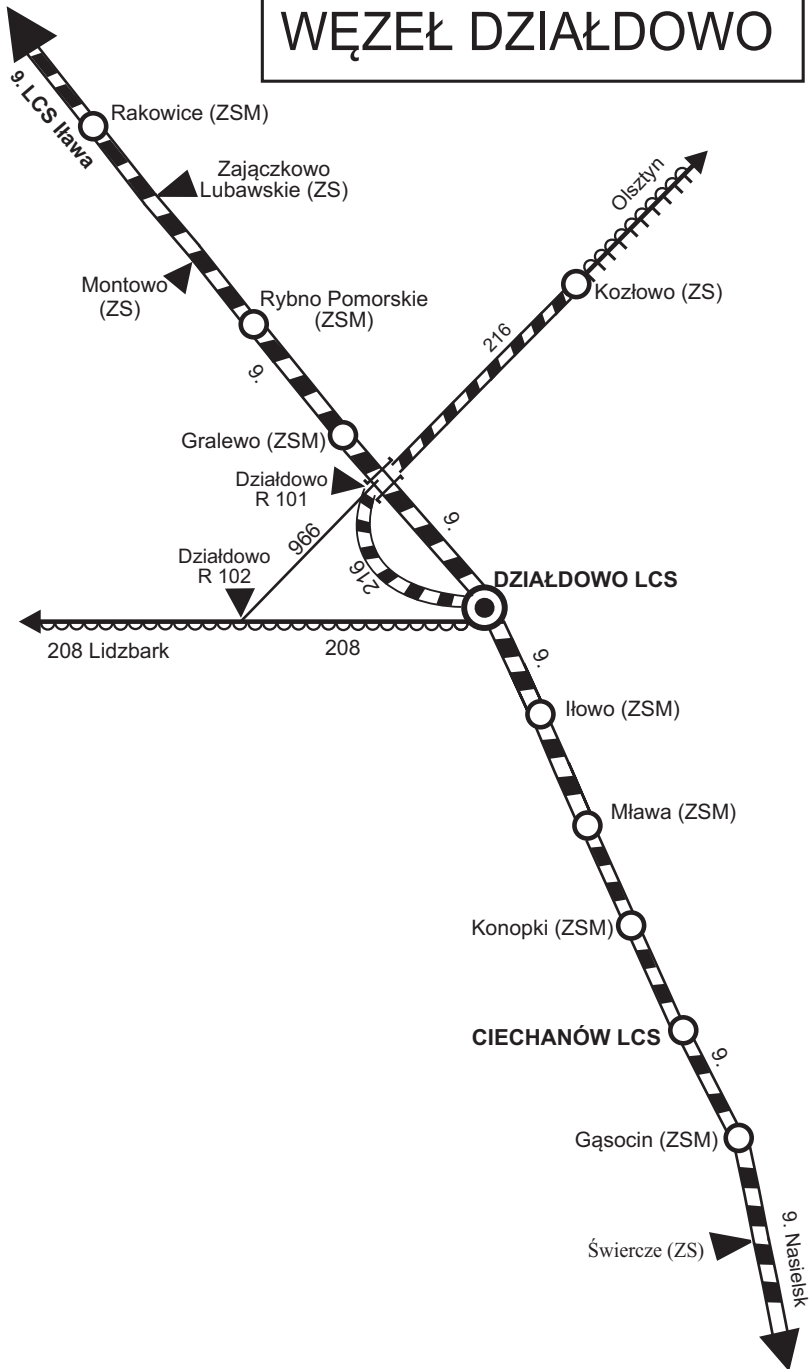 WĘZEŁ DZIAŁDOWO
9. LCS Iława
Rakowice (ZSM)
Zajączkowo
Lubawskie (ZS)
Olsztyn
Montowo
(ZS)
Rybno Pomorskie
(ZSM)
Kozłowo (ZS)
216
9.
Gralewo (ZSM)
Działdowo
R 101
9.
966
Działdowo
R 102
216
DZIAŁDOWO LCS
208 Lidzbark
208
9.
Iłowo (ZSM)
Mława (ZSM)
Konopki (ZSM)
CIECHANÓW LCS
9.
Gąsocin (ZSM)
Świercze (ZS)
9. Nasielsk